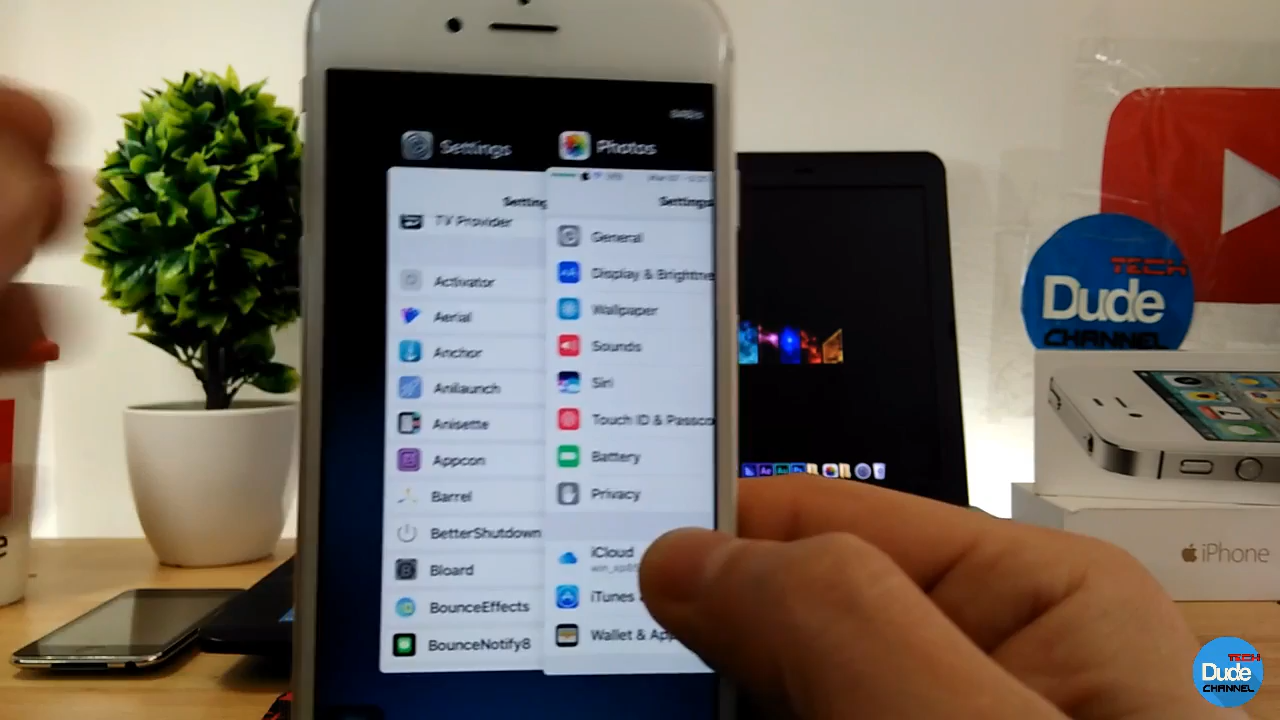 Settings
Photos
Setting
TV Provider
Activator
Aerial
Anchor
Anilaunch
Anisette
Appcon
Barrel
BetterShutdown
Bloard
BounceEffects
BounceNotify8
Settings
General
Display & Brightne
Wallpaper
Sounds
Siri
Touch ID & Passco
Battery
Privacy
iCloud
iTunes
Wallet & App
Ae
TECH
Dude
CHANNEL
iPhone
TECH
Dude
CHANNEL